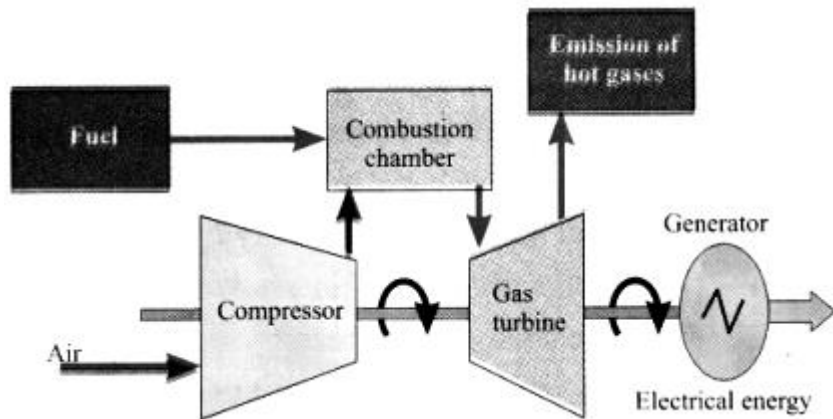 Emission of
hot gases
Fuel
Combustion
chamber
Generator
Compressor
Gas
turbine
Air
Electrical energy